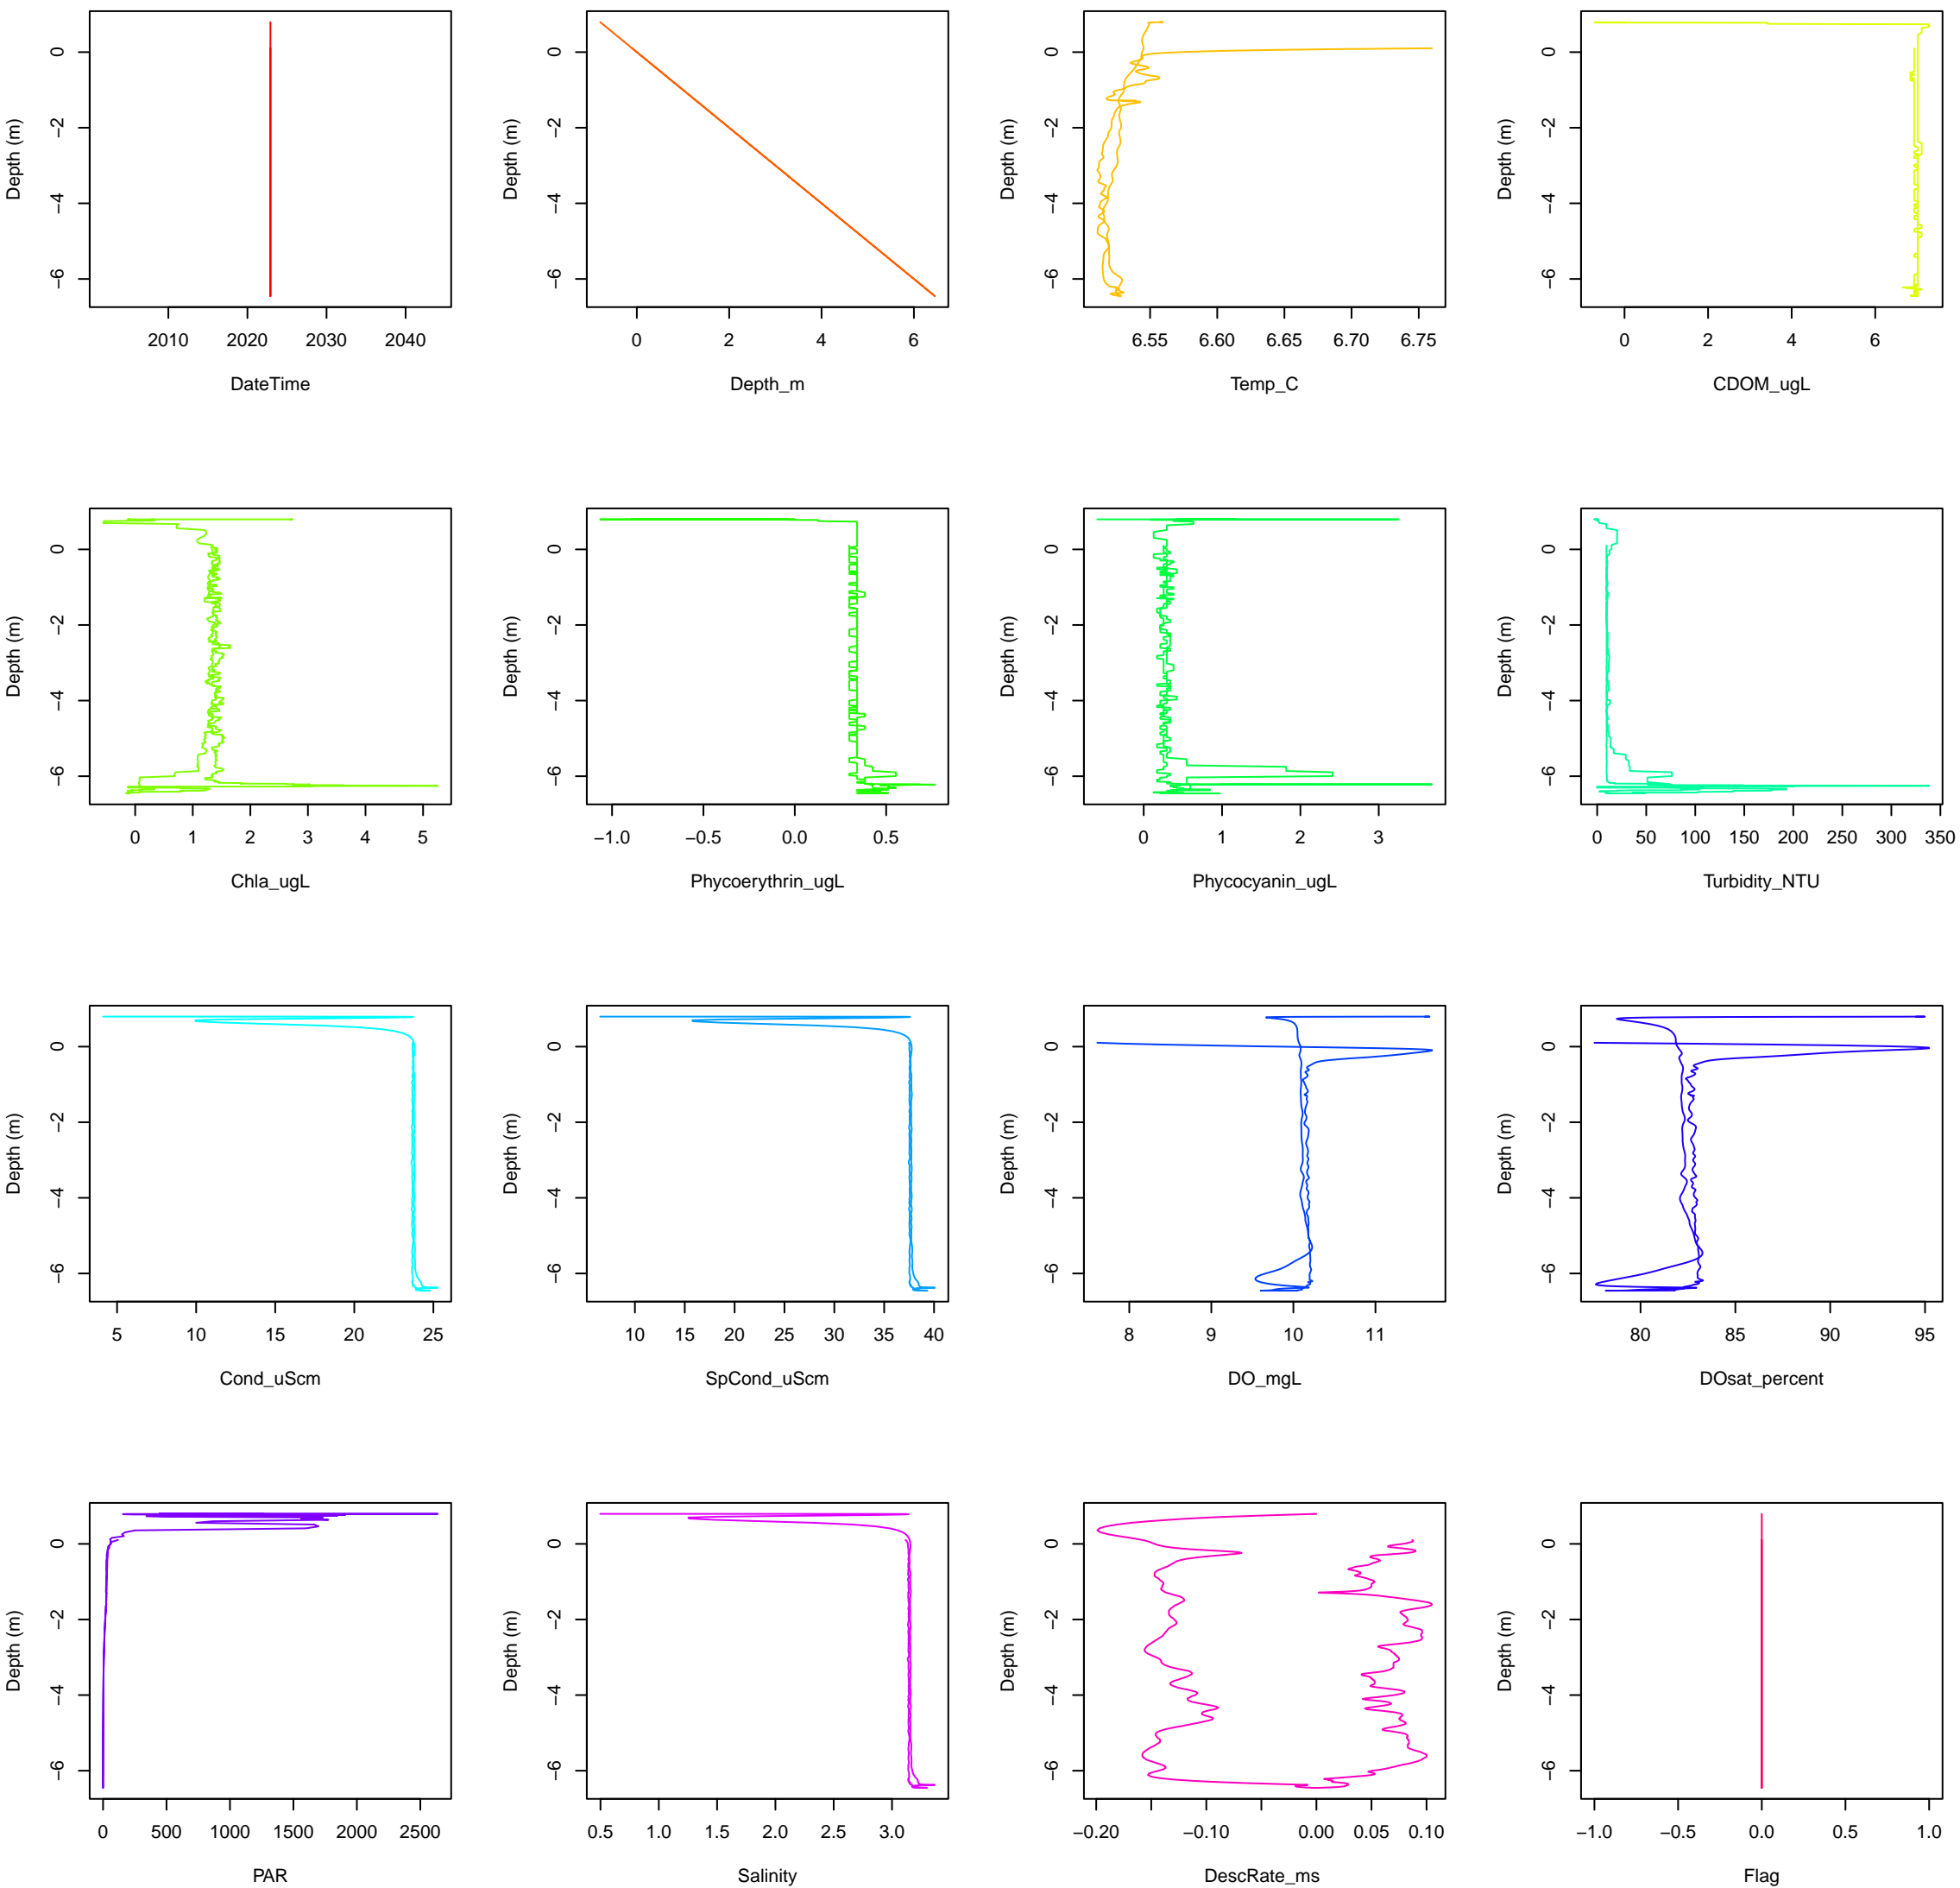 0 0 0 0
−2 −2 −2 −2
Depth (m) Depth (m) Depth (m) Depth (m)
−4 −4 −4 −4
−6 −6 −6 −6
2010 2020 2030 2040 0 2 4 6 6.55 6.60 6.65 6.70 6.75 0 2 4 6
DateTime Depth_m Temp_C CDOM_ugL
0 0 0 0
−2 −2 −2 −2
Depth (m) Depth (m) Depth (m) Depth (m)
−4 −4 −4 −4
−6 −6 −6 −6
0 1 2 3 4 5 −1.0 −0.5 0.0 0.5 0 1 2 3 0 50 100 150 200 250 300 350
Chla_ugL Phycoerythrin_ugL Phycocyanin_ugL Turbidity_NTU
0 0 0 0
−2 −2 −2 −2
Depth (m) Depth (m) Depth (m) Depth (m)
−4 −4 −4 −4
−6 −6 −6 −6
5 10 15 20 25 10 15 20 25 30 35 40 8 9 10 11 80 85 90 95
Cond_uScm SpCond_uScm DO_mgL DOsat_percent
0 0 0 0
−2 −2 −2 −2
Depth (m) Depth (m) Depth (m) Depth (m)
−4 −4 −4 −4
−6 −6 −6 −6
0 500 1000 1500 2000 2500 0.5 1.0 1.5 2.0 2.5 3.0 −0.20 −0.10 0.00 0.05 0.10 −1.0 −0.5 0.0 0.5 1.0
PAR Salinity DescRate_ms Flag